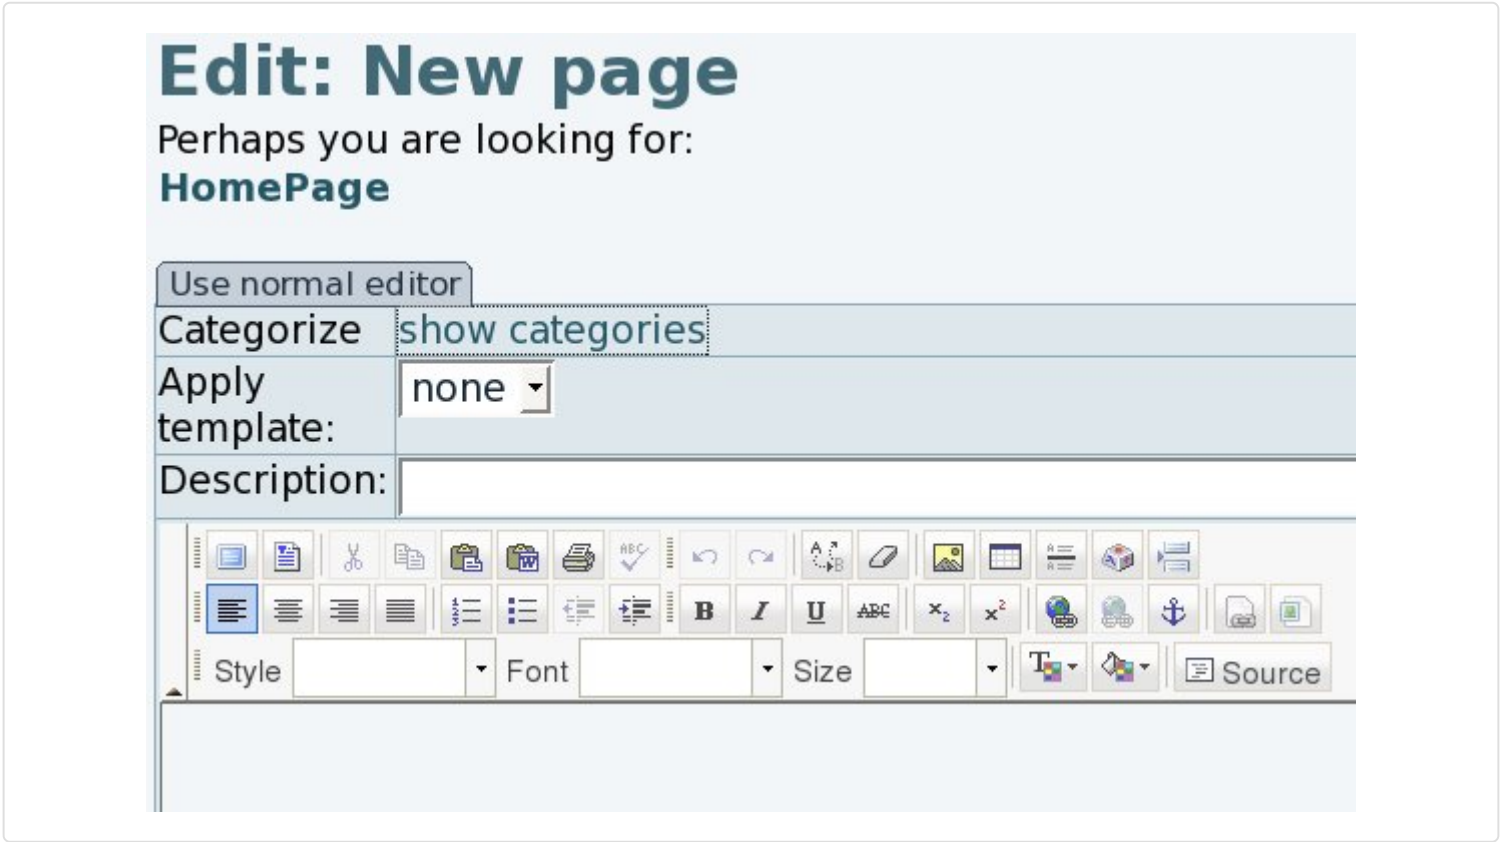 Edit: New page
Perhaps you are looking for:
HomePage
Use normal editor
Categorize show categories
Apply template: none
Description:
Style Font Size Source